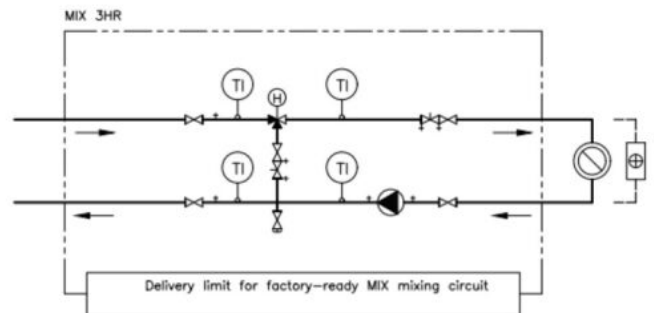 MIX 3HR
TI TI
H
TI TI
Delivery limit for factory-ready MIX mixing circuit